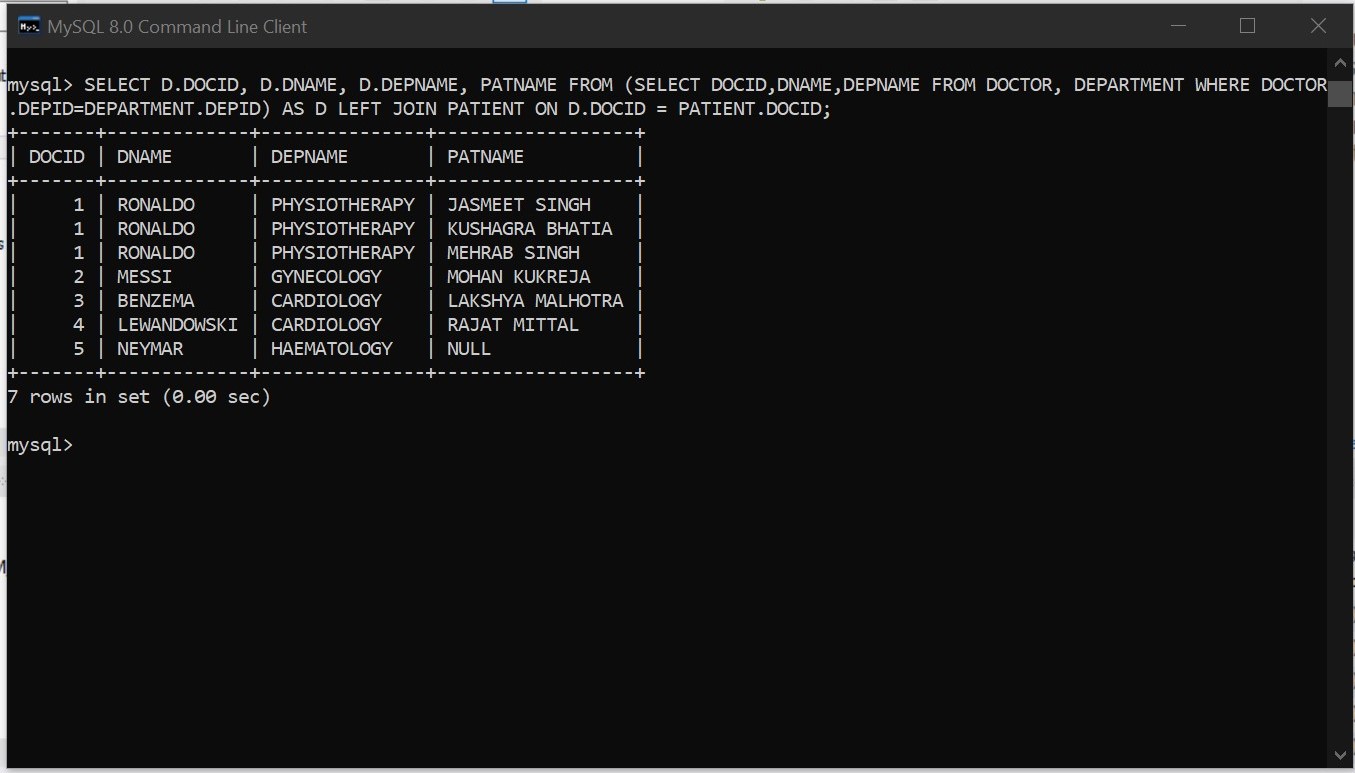 MySQL 8.0 Command Line Client
mysql> SELECT D.DOCID, D.DNAME, D.DEPNAME, PATNAME FROM (SELECT DOCID,DNAME,DEPNAME FROM DOCTOR, DEPARTMENT WHERE DOCTOR
.DEPID=DEPARTMENT.DEPID) AS D LEFT JOIN PATIENT ON D.DOCID = PATIENT.DOCID;
+-------+-------------+---------------+------------------+
| DOCID | DNAME       | DEPNAME       | PATNAME          |
+-------+-------------+---------------+------------------+
|     1 | RONALDO     | PHYSIOTHERAPY | JASMEET SINGH    |
|     1 | RONALDO     | PHYSIOTHERAPY | KUSHAGRA BHATIA  |
|     1 | RONALDO     | PHYSIOTHERAPY | MEHRAB SINGH     |
|     2 | MESSI       | GYNECOLOGY    | MOHAN KUKREJA    |
|     3 | BENZEMA     | CARDIOLOGY    | LAKSHYA MALHOTRA |
|     4 | LEWANDOWSKI | CARDIOLOGY    | RAJAT MITTAL     |
|     5 | NEYMAR      | HAEMATOLOGY   | NULL             |
+-------+-------------+---------------+------------------+
7 rows in set (0.00 sec)
mysql>